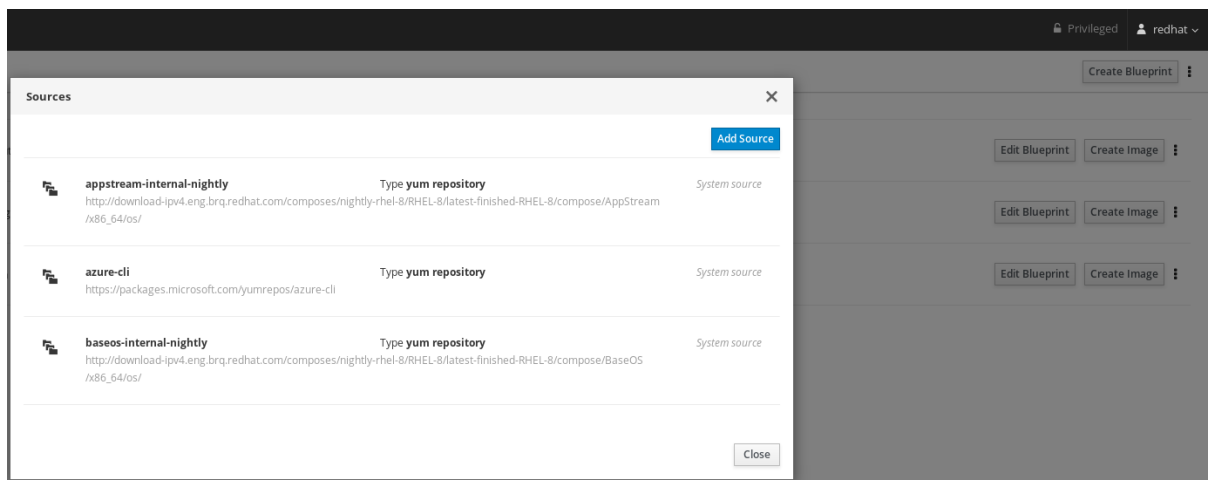 Privileged redhat
Create Blueprint
Sources
Add Source
appstream-internal-nightly Type yum repository System source
http://download-ipv4.eng.brq.redhat.com/composes/nightly-rhel-8/RHEL-8/latest-finished-RHEL-8/compose/AppStream
/x86_64/os/
Edit Blueprint Create Image
azure-cli Type yum repository System source
https://packages.microsoft.com/yumrepos/azure-cli
Edit Blueprint Create Image
baseos-internal-nightly Type yum repository System source
http://download-ipv4.eng.brq.redhat.com/composes/nightly-rhel-8/RHEL-8/latest-finished-RHEL-8/compose/BaseOS
/x86_64/os/
Edit Blueprint Create Image
Close